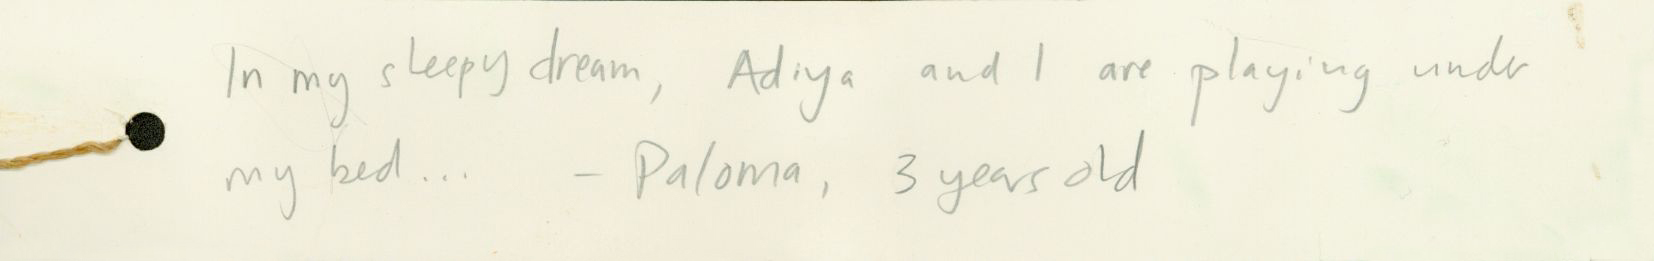 In my sleepy dream, Adiya and I are playing under
my bed... - Paloma, 3 years old